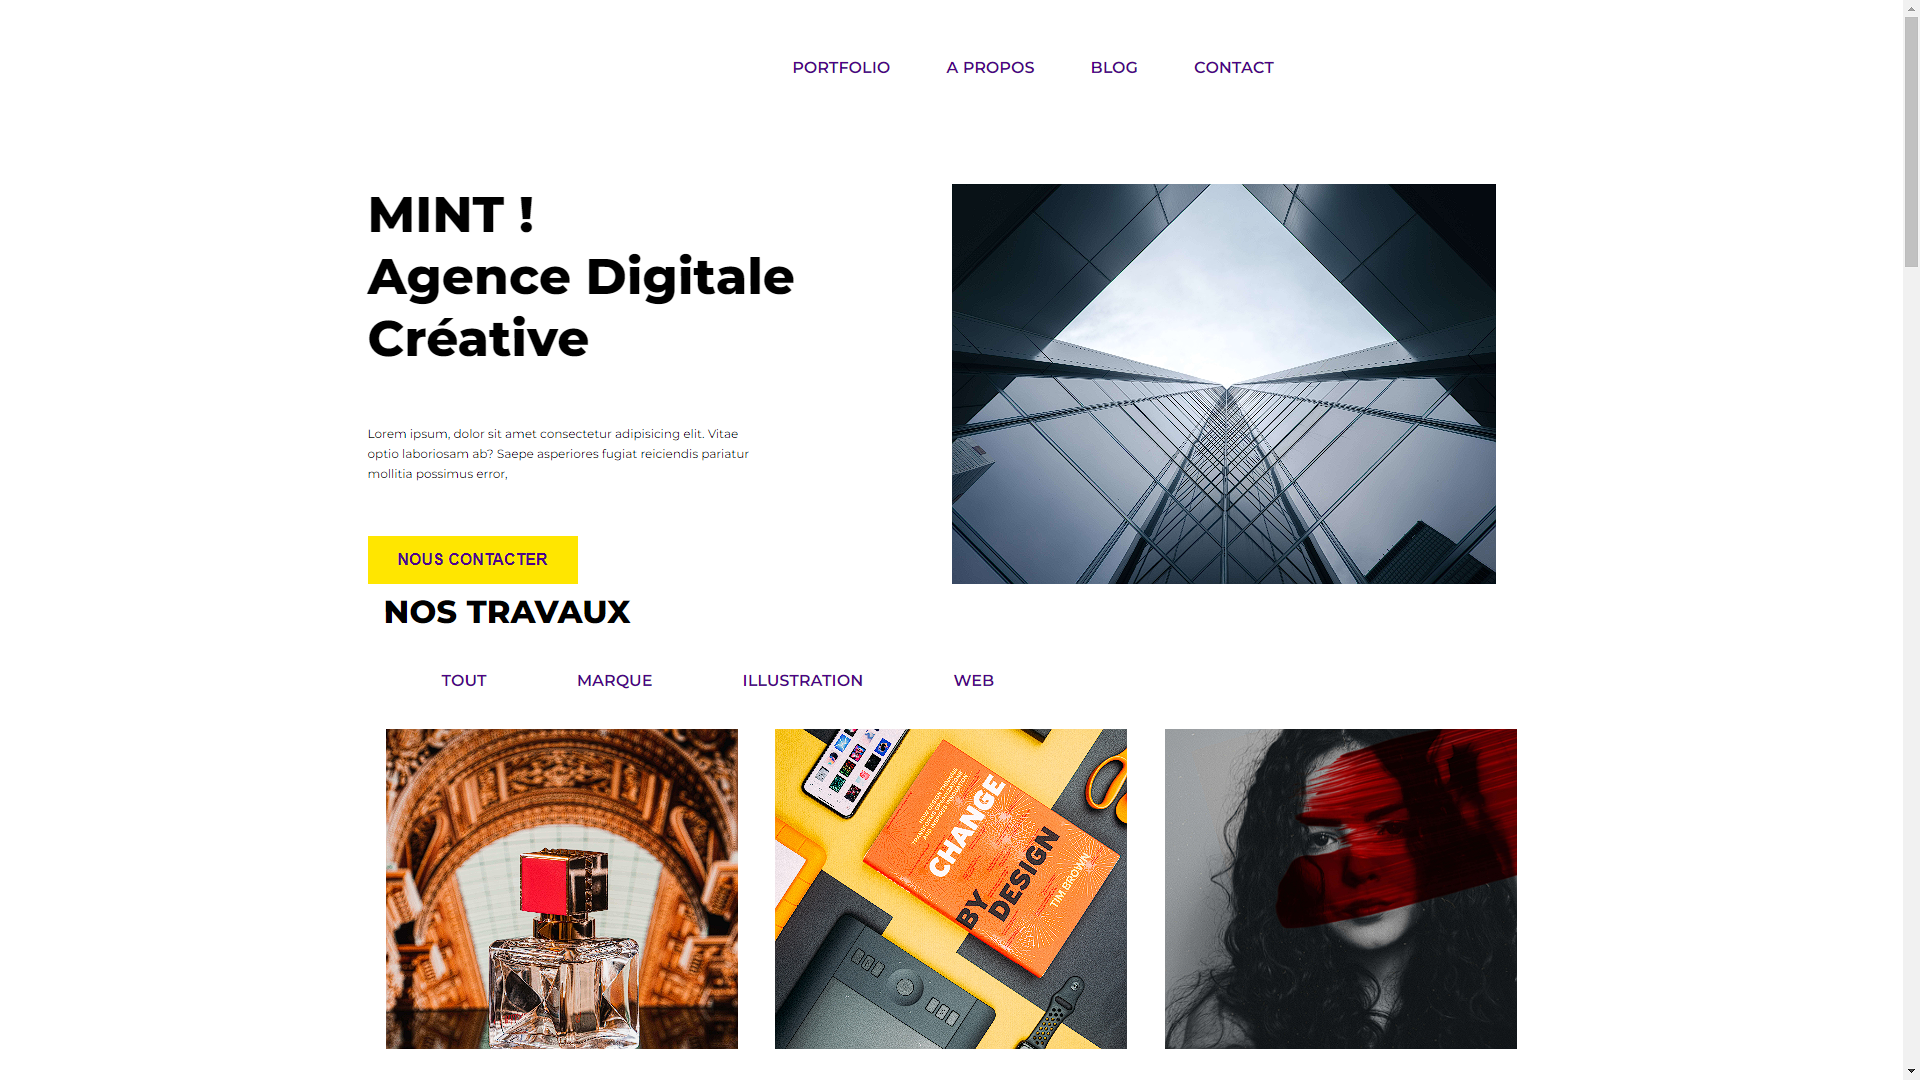 PORTFOLIO A PROPOS BLOG CONTACT
MINT !
Agence Digitale
Créative
Lorem ipsum, dolor sit amet consectetur adipisicing elit. Vitae
optio laboriosam ab? Saepe asperiores fugiat reiciendis pariatur
mollitia possimus error,
NOUS CONTACTER
NOS TRAVAUX
TOUT MARQUE ILLUSTRATION WEB
CHANGE
BY
DESIGN
TIM BROWN